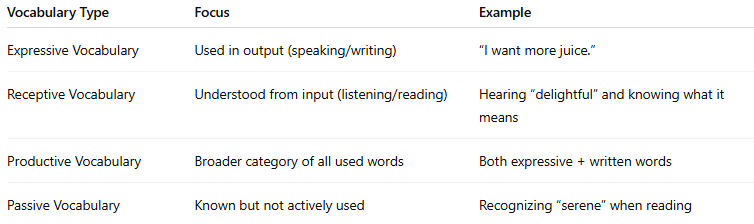 Vocabulary Type Focus Example
Expressive Vocabulary Used in output (speaking/writing) “I want more juice.”
Receptive Vocabulary Understood from input (listening/reading) Hearing “delightful” and knowing what it
means
Productive Vocabulary Broader category of all used words Both expressive + written words
Passive Vocabulary Known but not actively used Recognizing “serene” when reading